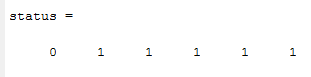 status =
0 1 1 1 1 1